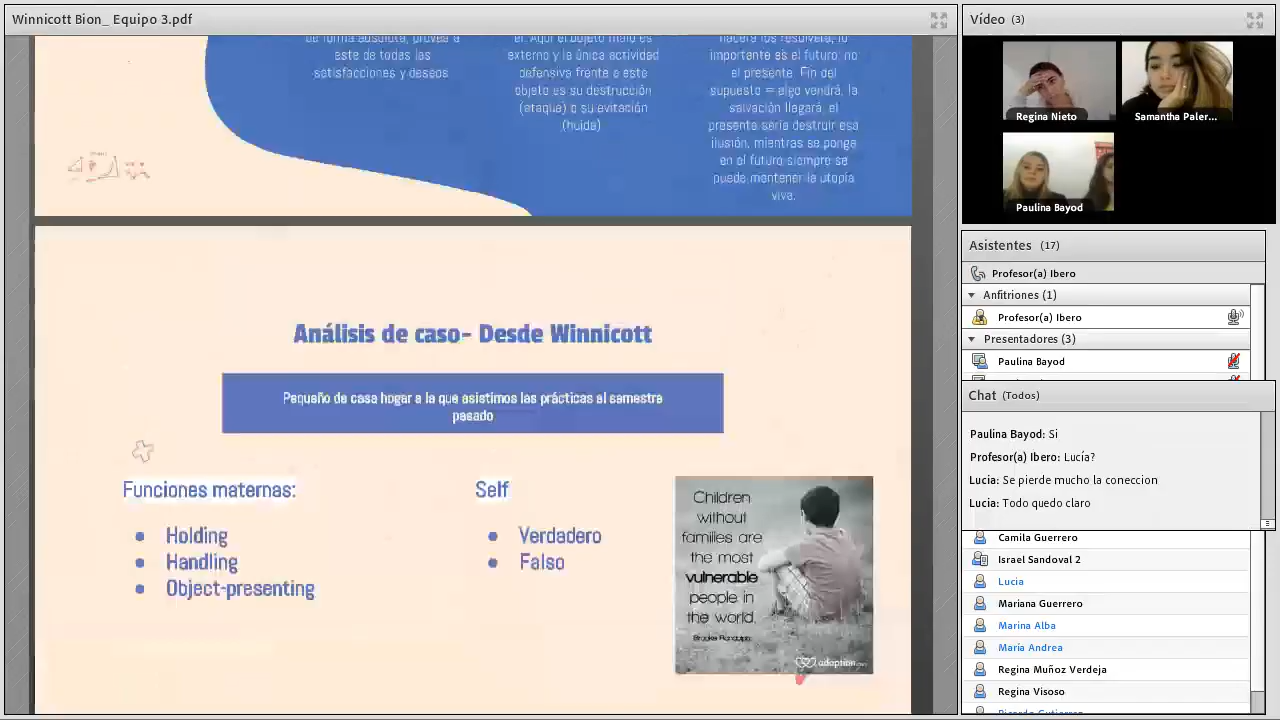 Winnicott Bion_ Equipo 3.pdf
de forma absoluta, provea a
este de todas las
satisfacciones y deseos
él. Aquí el objeto malo es
externo y la única actividad
defensiva frente a este
objeto es su destrucción
(ataque) o su evitación
(huida)
los resolverá, lo
importante es el futuro, no
el presente. Fin del
supuesto = algo vendrá, la
salvación llegará, el
presente sería destruir esa
ilusión, mientras se ponga
en el futuro siempre se
puede mantener la utopía
viva.
Análisis de caso- Desde Winnicott
Pequeño de casa hogar a la que asistimos las prácticas al semestre
pasado
Funciones maternas:
Holding
Handling
Object-presenting
Self
Verdadero
Falso
Children
without
families are
the most
vulnerable
people in
the world.
adoption.com
Vídeo (3)
Regina Nieto
Samantha Paler...
Paulina Bayod
Asistentes (17)
Profesor(a) Ibero
Anfitriones (1)
Profesor(a) Ibero
Presentadores (3)
Paulina Bayod
Chat (Todos)
Paulina Bayod: Si
Profesor(a) Ibero: Lucía?
Lucia: Se pierde mucho la coneccion
Lucia: Todo quedo claro
Camila Guerrero
Israel Sandoval 2
Lucia
Mariana Guerrero
Marina Alba
María Andrea
Regina Muñoz Verdeja
Regina Visoso
Ricardo Gutierrez